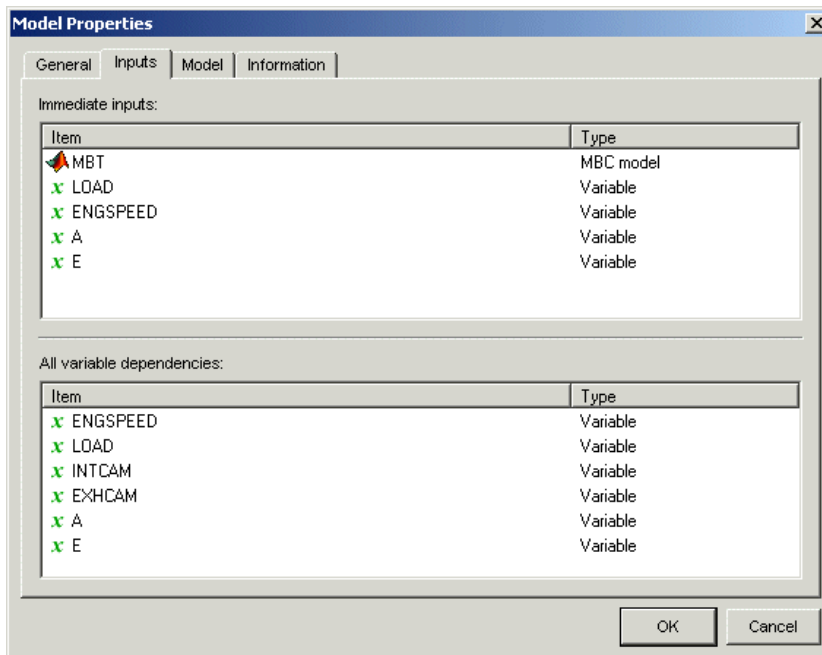 Model Properties
General Inputs Model Information
Immediate inputs:
Item Type
MBT MBC model
x LOAD Variable
x ENGSPEED Variable
x A Variable
x E Variable
All variable dependencies:
Item Type
x ENGSPEED Variable
x LOAD Variable
x INTCAM Variable
x EXHCAM Variable
x A Variable
x E Variable
OK Cancel